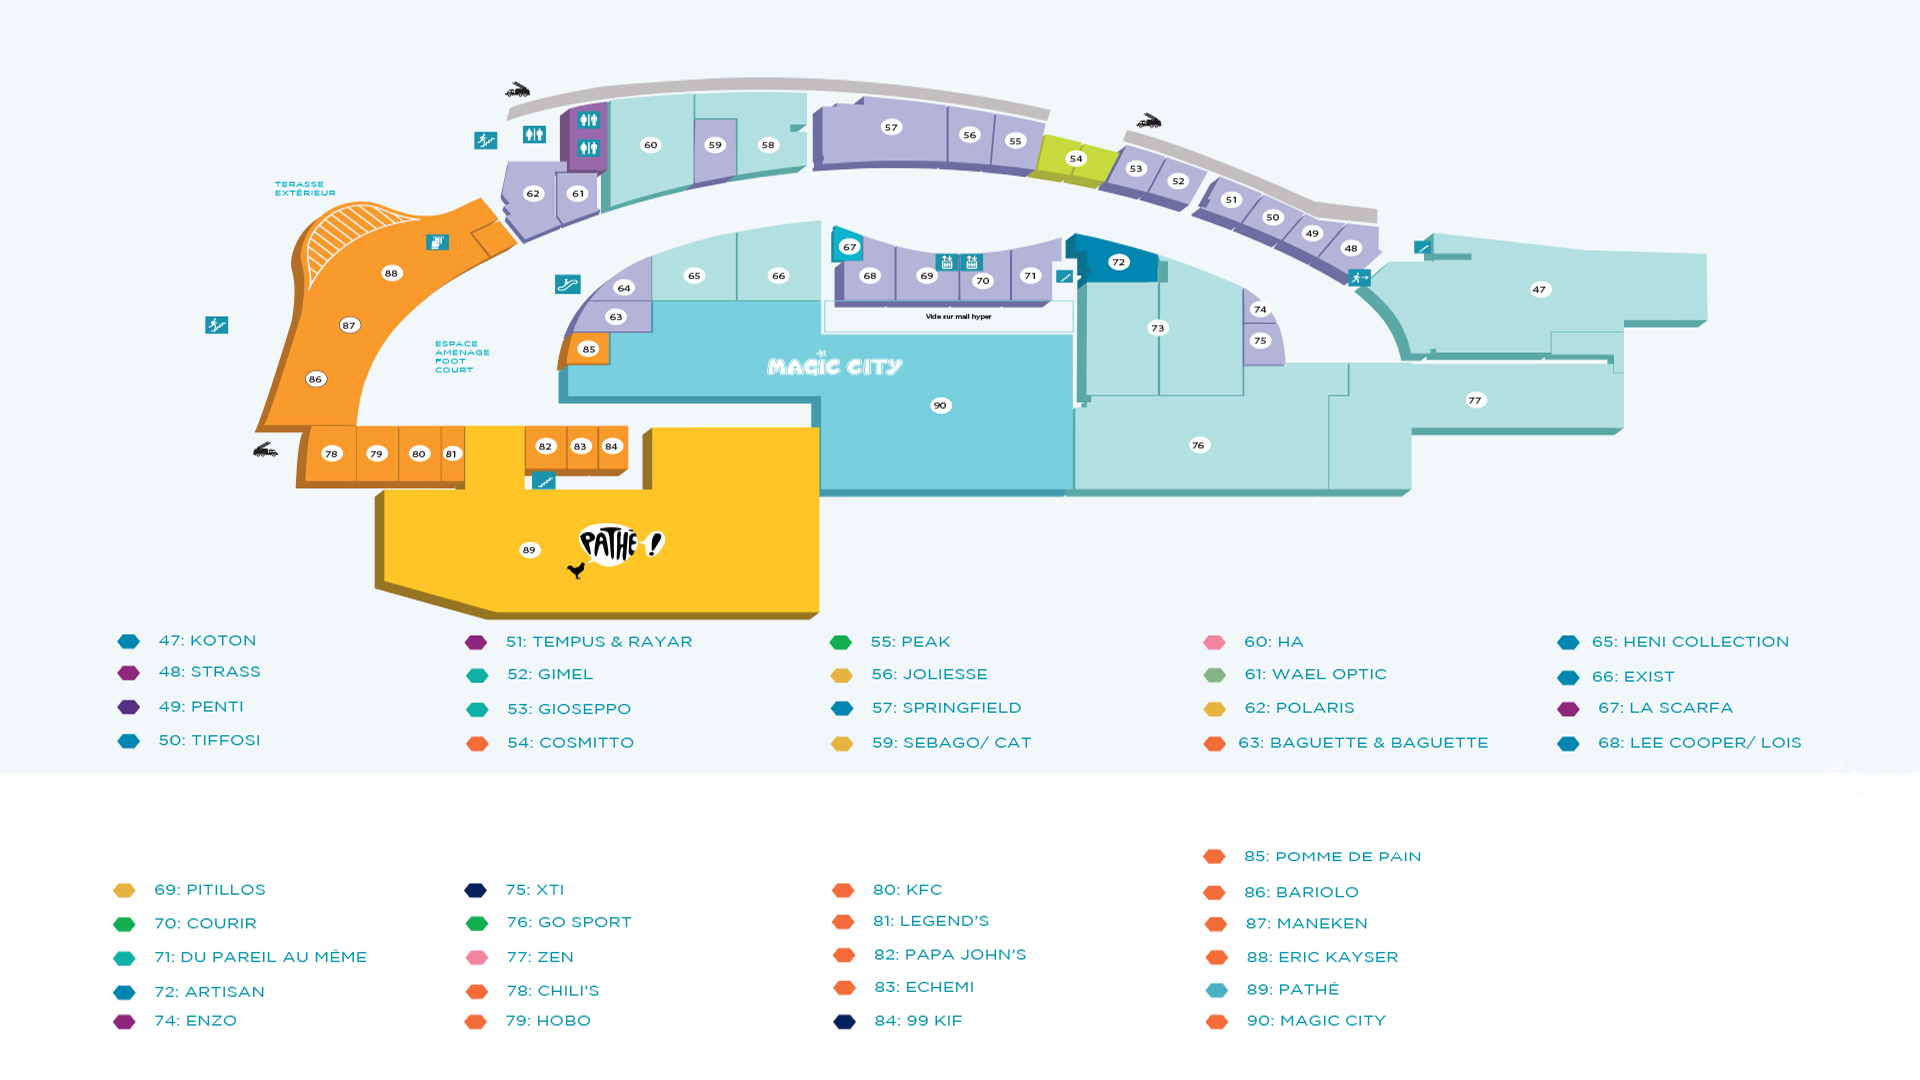 57
56
55
54
60
59
58
53
52
62
61
51
50
49
48
TERASSE
EXTÉRIEUR
67
72
88
65
66
68
69
70
71
47
64
63
74
87
Vide sur mail hyper
73
75
ESPACE
AMENAGE
FOOT
COURT
85
MAGIC CITY
86
90
77
78
79
80
81
82
83
84
76
89
PATHÉ !
47: KOTON
48: STRASS
49: PENTI
50: TIFFOSI
51: TEMPUS & RAYAR
52: GIMEL
53: GIOSEPPO
54: COSMITTO
55: PEAK
56: JOLIESSE
57: SPRINGFIELD
59: SEBAGO/ CAT
60: HA
61: WAEL OPTIC
62: POLARIS
63: BAGUETTE & BAGUETTE
65: HENI COLLECTION
66: EXIST
67: LA SCARFA
68: LEE COOPER/ LOIS
69: PITILLOS
70: COURIR
71: DU PAREIL AU MÊME
72: ARTISAN
74: ENZO
75: XTI
76: GO SPORT
77: ZEN
78: CHILI'S
79: HOBO
80: KFC
81: LEGEND'S
82: PAPA JOHN'S
83: ECHEMI
84: 99 KIF
85: POMME DE PAIN
86: BARIOLO
87: MANEKEN
88: ERIC KAYSER
89: PATHÉ
90: MAGIC CITY